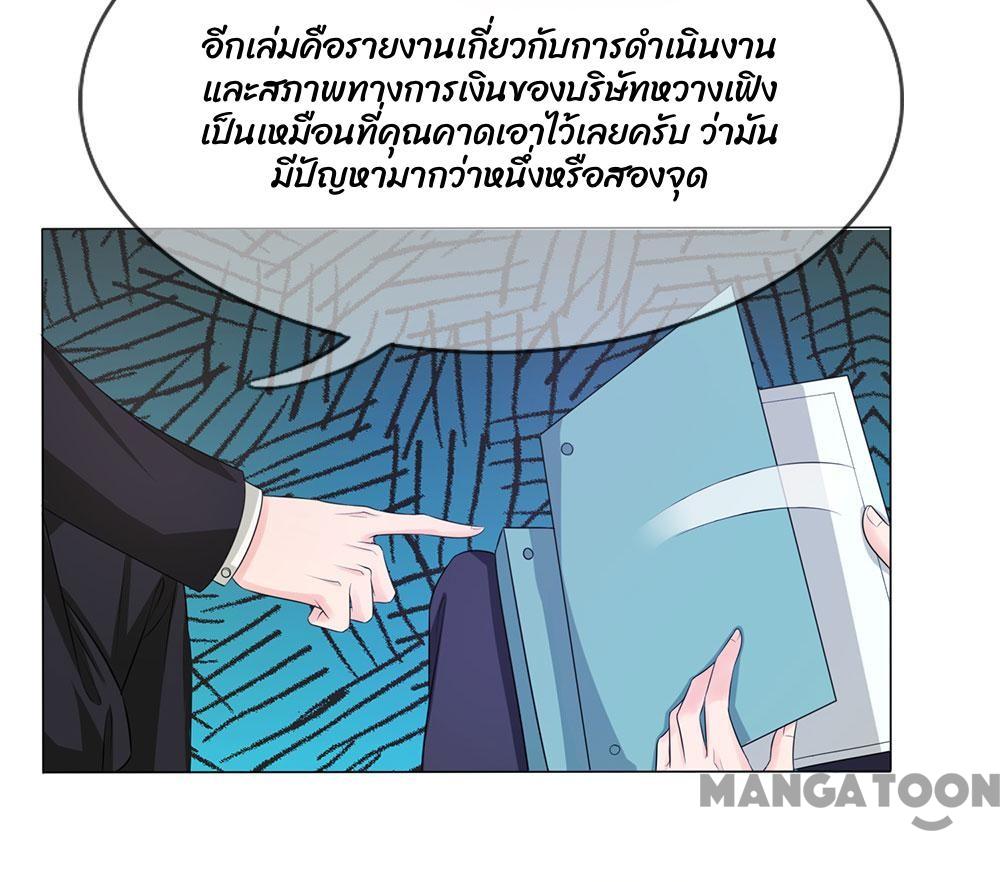 อีกเล่มคือรายงานเกี่ยวกับการดำเนินงาน
และสภาพทางการเงินของบริษัทหวางเฟิง
เป็นเหมือนที่คุณคาดเอาไว้เลยครับ ว่ามัน
มีปัญหามากว่าหนึ่งหรือสองจุด
MANGATOON